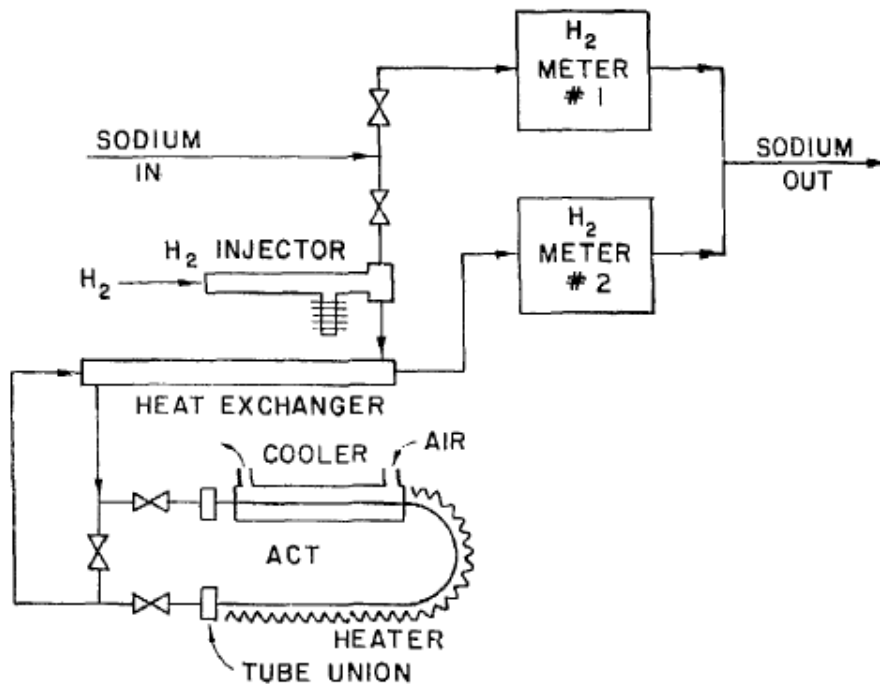 H2
METER
# 1
SODIUM
IN
SODIUM
OUT
H2
METER
# 2
H2 INJECTOR
H2
HEAT EXCHANGER
COOLER
AIR
ACT
HEATER
TUBE UNION